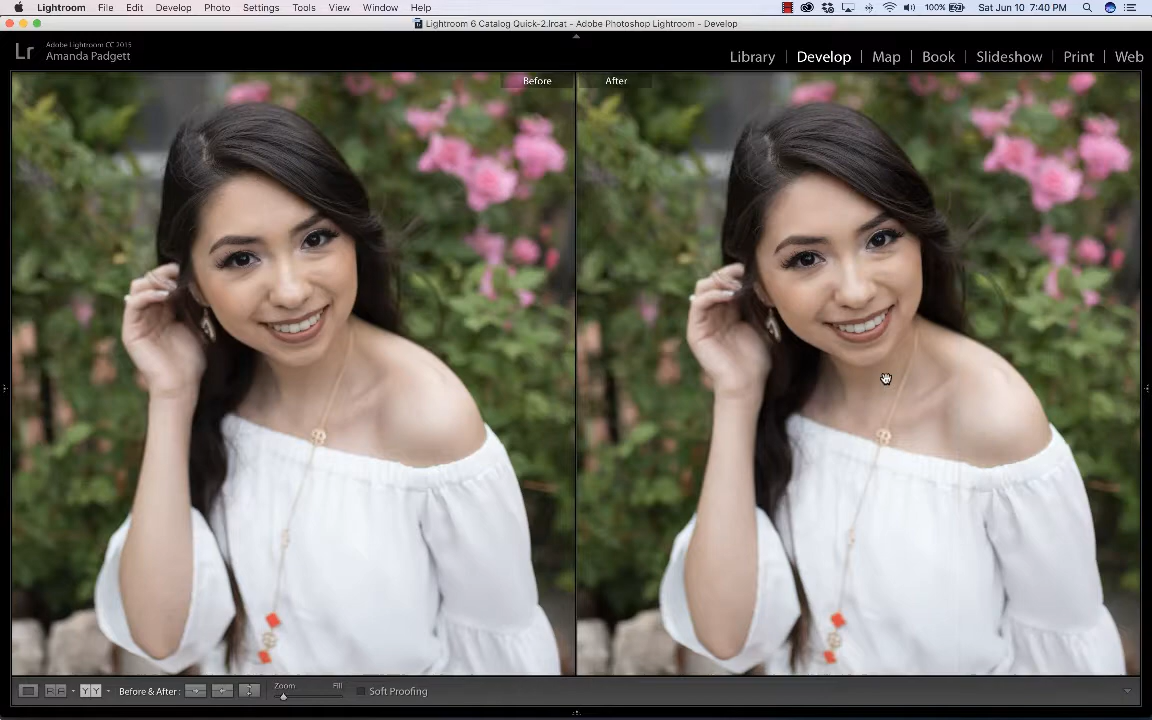 Lightroom File Edit Develop Photo Settings Tools View Window Help 100% Sat Jun 10 7:40 PM
Lightroom 6 Catalog Quick-2.lrcat - Adobe Photoshop Lightroom - Develop
Lr Adobe Lightroom CC 2015
Amanda Padgett
Library | Develop | Map | Book | Slideshow | Print | Web
Before After
R A Y Y Before & After : Zoom Fill Soft Proofing